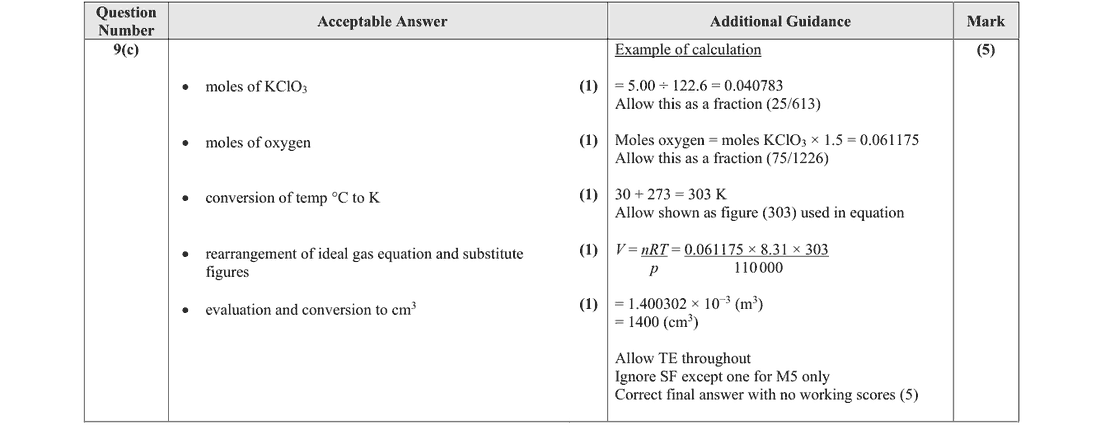 Question Number | Acceptable Answer | Additional Guidance | Mark
9(c) | Example of calculation | (5)
• moles of KClO₃ (1) | = 5.00 ÷ 122.6 = 0.040783
Allow this as a fraction (25/613)
• moles of oxygen (1) | Moles oxygen = moles KClO₃ × 1.5 = 0.061175
Allow this as a fraction (75/1226)
• conversion of temp °C to K (1) | 30 + 273 = 303 K
Allow shown as figure (303) used in equation
• rearrangement of ideal gas equation and substitute (1) | V = nRT = 0.061175 × 8.31 × 303
figures | p 110 000
• evaluation and conversion to cm³ (1) | = 1.400302 × 10⁻³ (m³)
= 1400 (cm³)
Allow TE throughout
Ignore SF except one for M5 only
Correct final answer with no working scores (5)